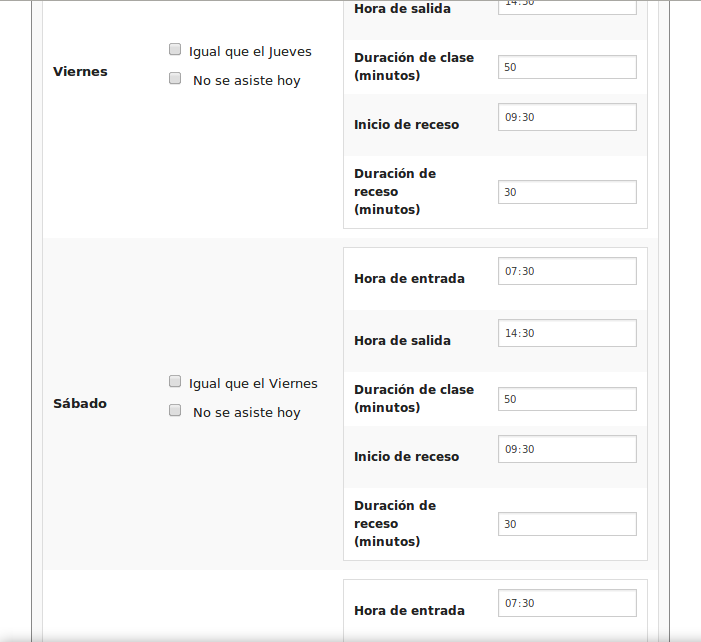 Hora de salida 14:30
Viernes
Igual que el Jueves
No se asiste hoy
Duración de clase
(minutos)
50
Inicio de receso 09:30
Duración de
receso
(minutos)
30
Sábado
Igual que el Viernes
No se asiste hoy
Hora de entrada 07:30
Hora de salida 14:30
Duración de clase
(minutos)
50
Inicio de receso 09:30
Duración de
receso
(minutos)
30
Hora de entrada 07:30